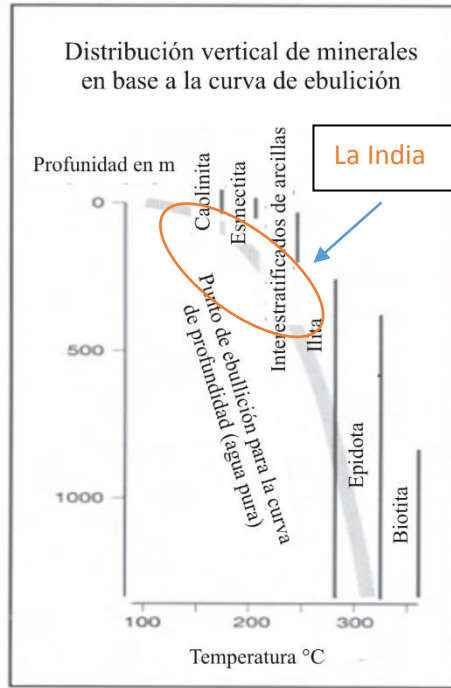 Distribución vertical de minerales
en base a la curva de ebulición
La India
Profunidad en m
Caolinita
Esmectita
Interestratificados de arcillas
Ilita
Epidota
Biotita
Punto de ebullición para la curva
de profundidad (agua pura)
0
500
1000
100
200
300
Temperatura °C